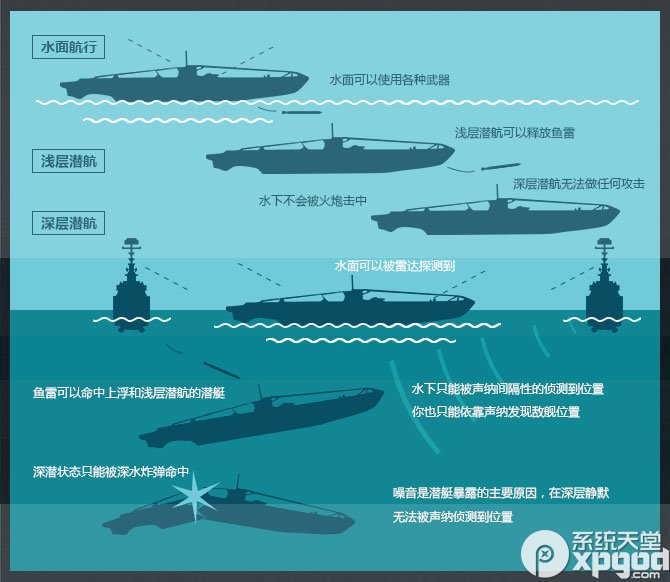 水面航行
水面可以使用各种武器
浅层潜航可以释放鱼雷
浅层潜航
深层潜航无法做任何攻击
水下不会被火炮击中
深层潜航
水面可以被雷达探测到
鱼雷可以命中上浮和浅层潜航的潜艇
水下只能被声纳间隔性的侦测到位置
你也只能依靠声纳发现敌舰位置
深潜状态只能被深水炸弹命中
噪音是潜艇暴露的主要原因，在深层静默
无法被声纳侦测到位置
系统天堂
xpgod
.com